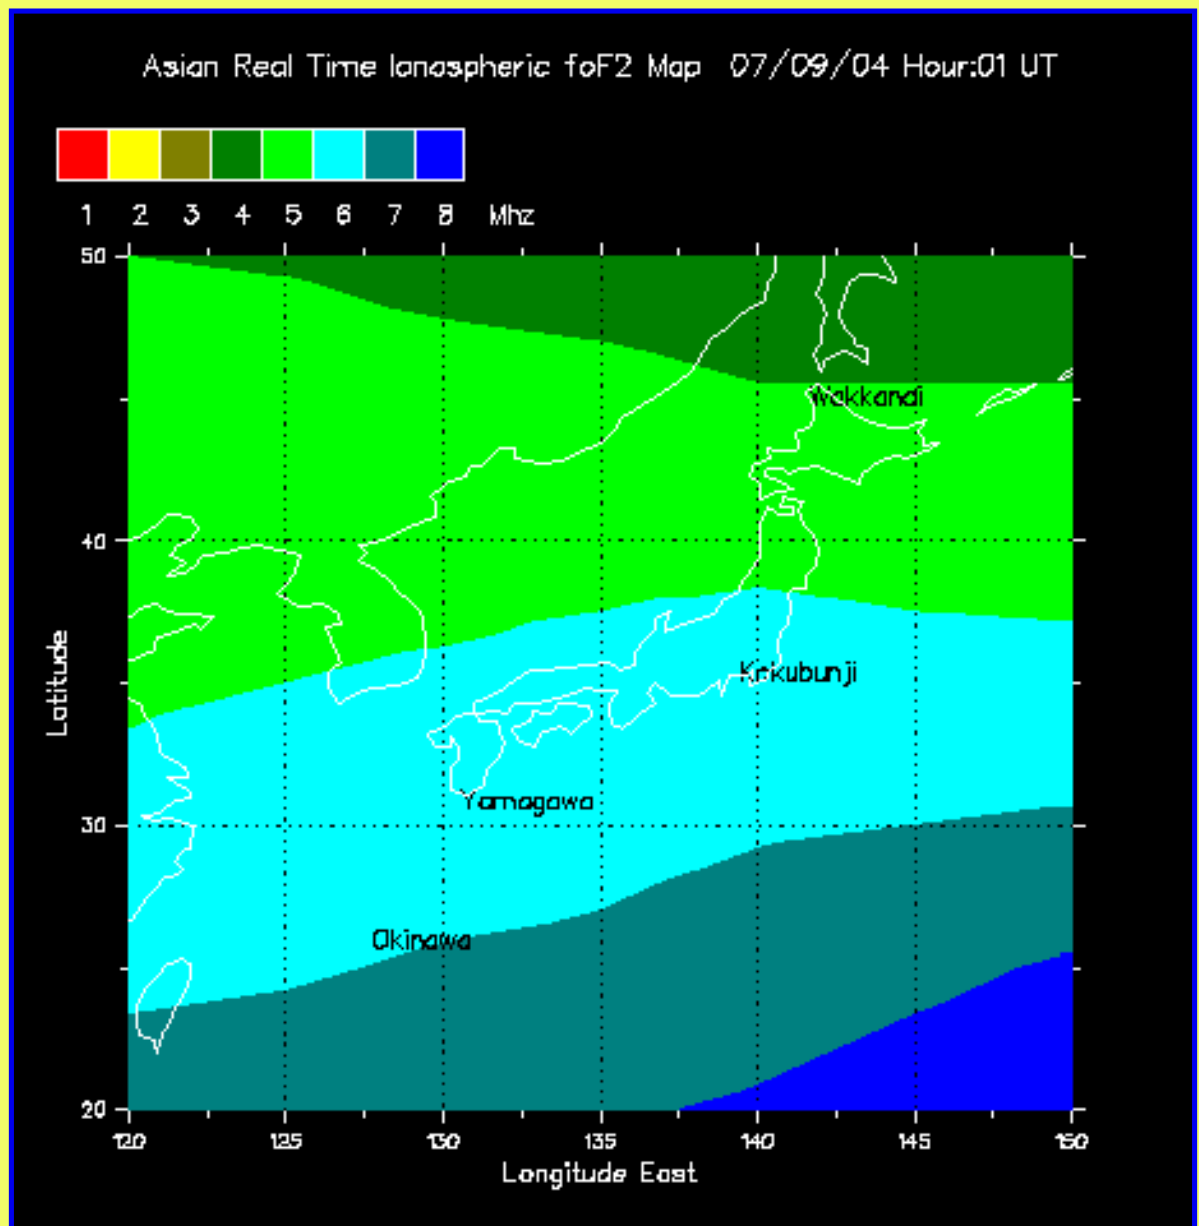 Asian Real Time Ionospheric foF2 Map 07/09/04 Hour:01 UT
1 2 3 4 5 6 7 8 Mhz
50
Wakkanai
40
Latitude
Kokubunji
Yamagawa
30
Okinawa
20
120 125 130 135 140 145 150
Longitude East